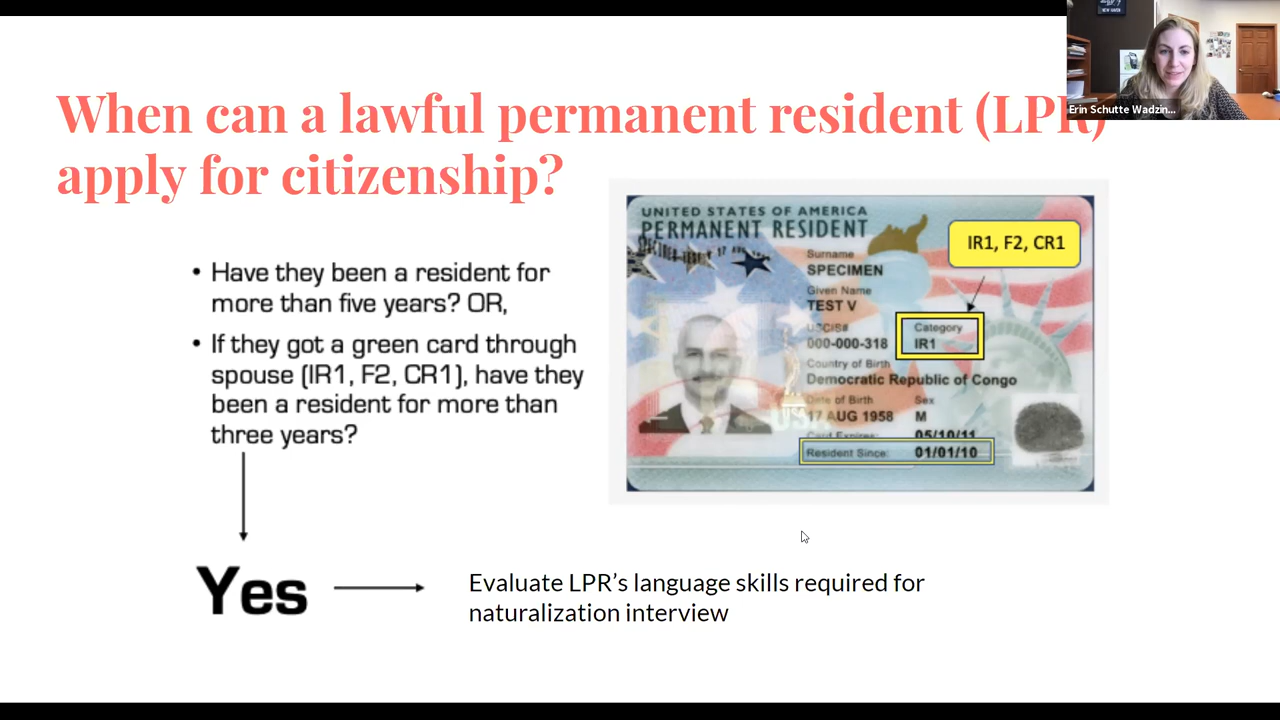 When can a lawful permanent resident (LPR)
apply for citizenship?
Erin Schutte Wadzin...
• Have they been a resident for
more than five years? OR,
• If they got a green card through
spouse (IR1, F2, CR1), have they
been a resident for more than
three years?
Yes
Evaluate LPR’s language skills required for
naturalization interview
UNITED STATES OF AMERICA
PERMANENT RESIDENT
IR1, F2, CR1
Surname
SPECIMEN
Given Name
TEST V
USCIS# Category
000-000-318 IR1
Country of Birth
Democratic Republic of Congo
Date of Birth Sex
17 AUG 1958 M
Card Expires: 05/10/11
Resident Since: 01/01/10
USA